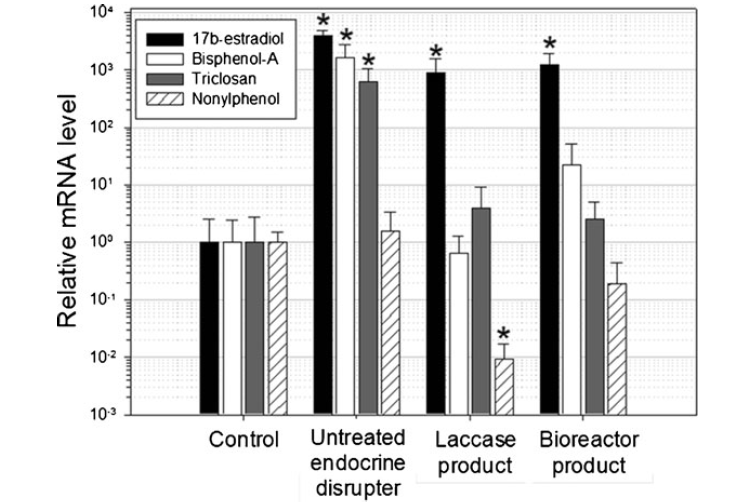 Relative mRNA level
10⁴
10³
10²
10¹
10⁰
10⁻¹
10⁻²
10⁻³
17b-estradiol
Bisphenol-A
Triclosan
Nonylphenol
*
*
*
*
*
*
Control
Untreated
endocrine
disrupter
Laccase
product
Bioreactor
product